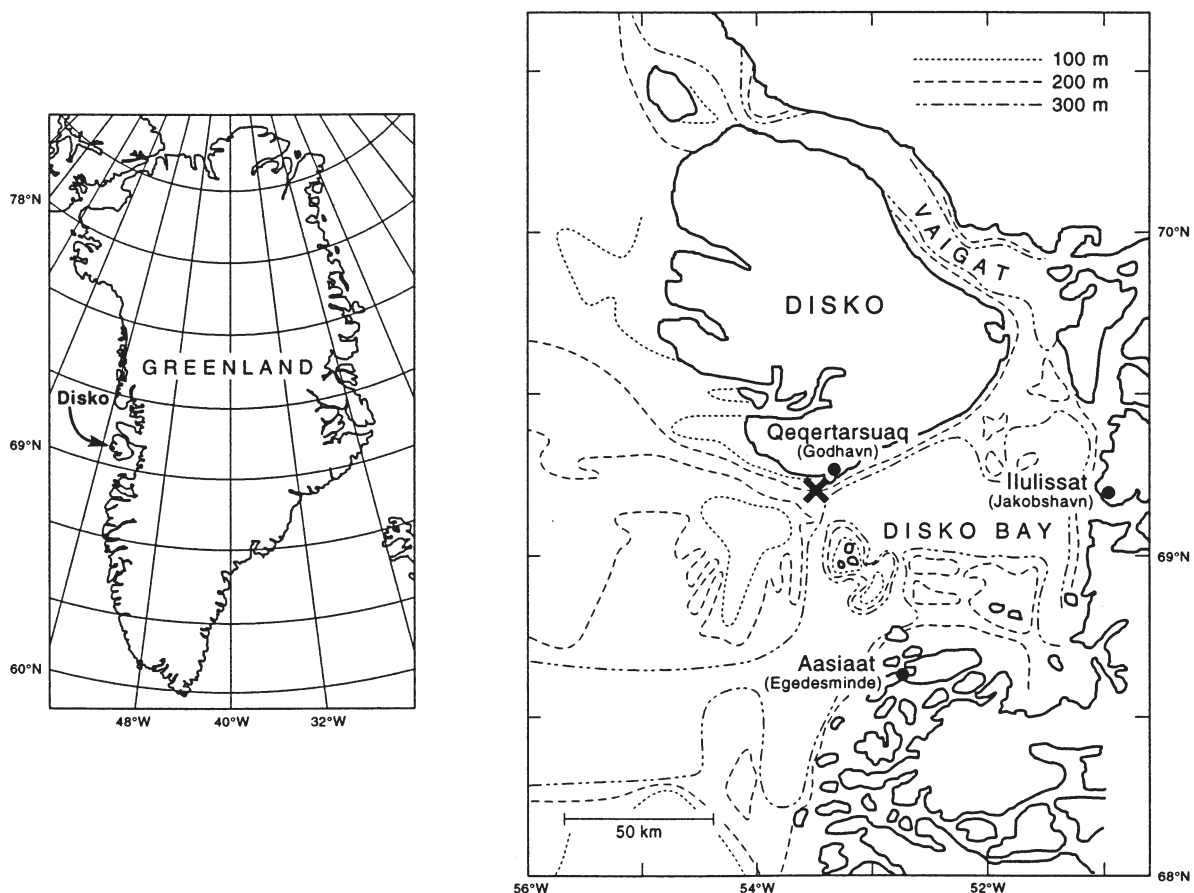 78°N
GREENLAND
Disko
69°N
60°N
48°W
40°W
32°W
100 m
200 m
300 m
VAIGAT
70°N
DISKO
Qeqertarsuaq
(Godhavn)
Ilulissat
(Jakobshavn)
DISKO BAY
69°N
Aasiaat
(Egedesminde)
50 km
68°N
56°W
54°W
52°W